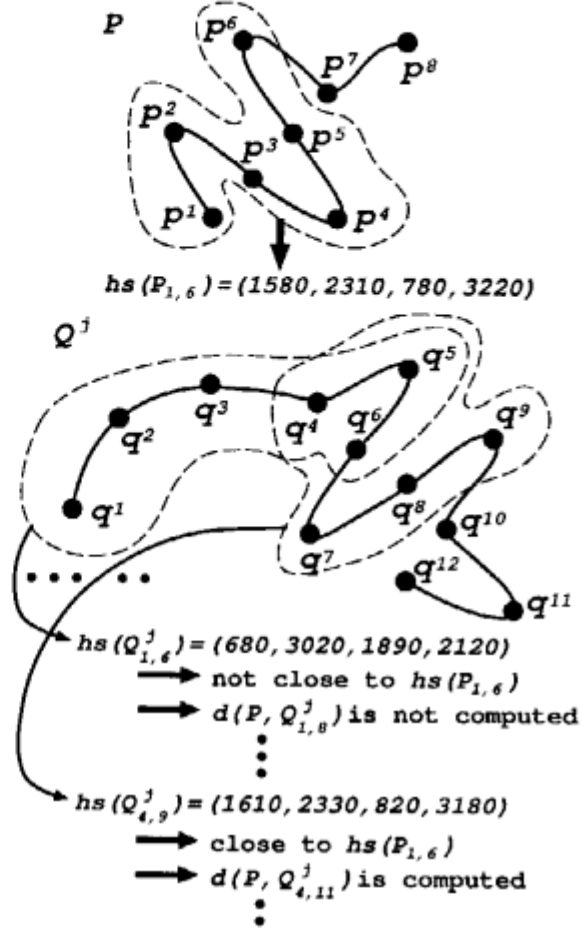 P
p⁶
p⁷
p⁸
p²
p⁵
p³
p¹
p⁴
hs(P₁,₆)=(1580,2310,780,3220)
Qʲ
q⁵
q³
q⁴
q⁶
q⁹
q²
q¹
q⁸
q⁷
q¹⁰
q¹²
q¹¹
hs(Qʲ₁,₆)=(680,3020,1890,2120)
not close to hs(P₁,₆)
d(P,Qʲ₁,₈)is not computed
hs(Qʲ₄,₉)=(1610,2330,820,3180)
close to hs(P₁,₆)
d(P,Qʲ₄,₁₁)is computed